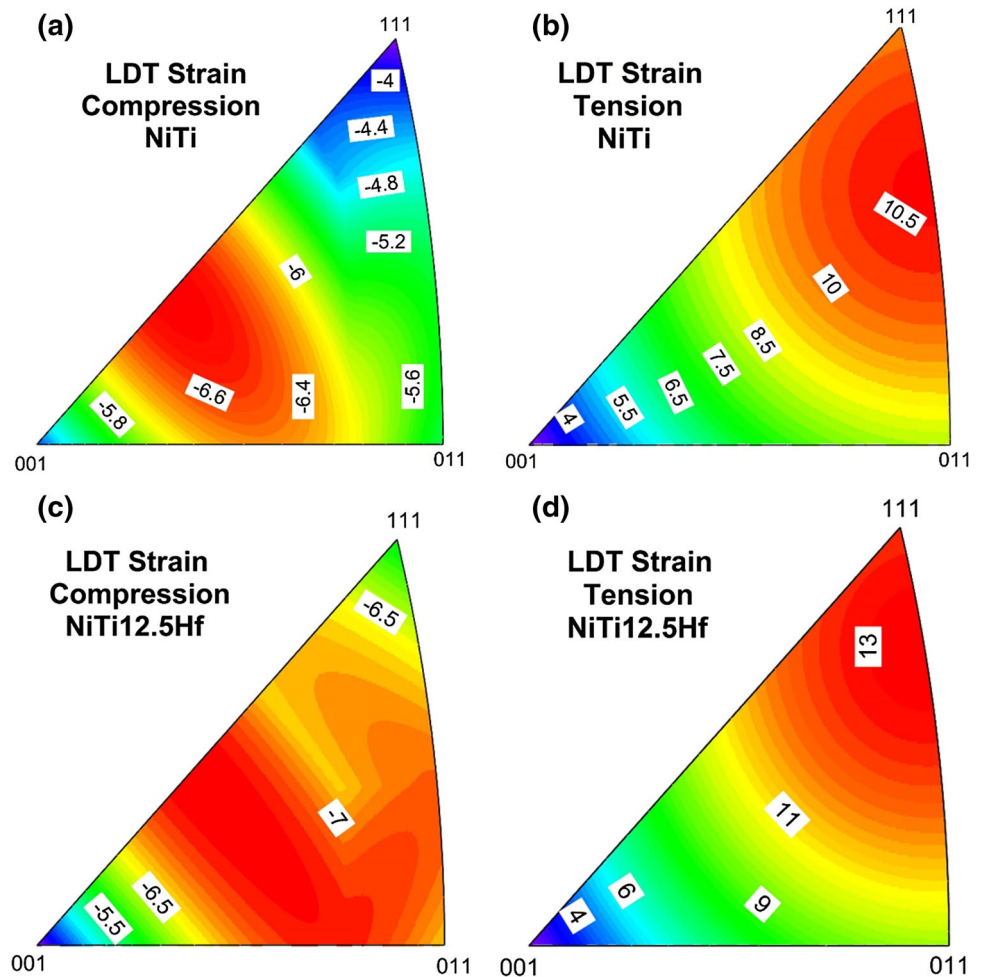 (a)
LDT Strain
Compression
NiTi
111
-4
-4.4
-4.8
-5.2
-6
-6.6
-6.4
-5.6
-5.8
001
011
(b)
LDT Strain
Tension
NiTi
111
10.5
10
8.5
7.5
6.5
5.5
4
001
011
(c)
LDT Strain
Compression
NiTi12.5Hf
111
-6.5
-7
-6.5
-5.5
001
011
(d)
LDT Strain
Tension
NiTi12.5Hf
111
13
11
9
6
4
001
011